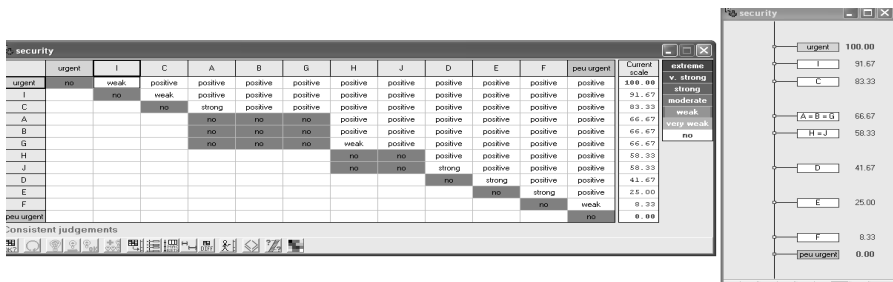 security
urgent I C A B G H J D E F peu urgent Current scale
urgent no weak positive positive positive positive positive positive positive positive positive positive 100.00
I no weak positive positive positive positive positive positive positive positive positive 91.67
C no strong positive positive positive positive positive positive positive positive 83.33
A no no no positive positive positive positive positive positive 66.67
B no no no positive positive positive positive positive positive 66.67
G no no no weak positive positive positive positive positive 66.67
H no no positive positive positive positive 58.33
J no no strong positive positive positive 58.33
D no strong positive positive 41.67
E no strong positive 25.00
F no weak 8.33
peu urgent no 0.00
extreme
v. strong
strong
moderate
weak
very weak
no
Consistent judgements
security
urgent 100.00
I 91.67
C 83.33
A = B = G 66.67
H = J 58.33
D 41.67
E 25.00
F 8.33
peu urgent 0.00